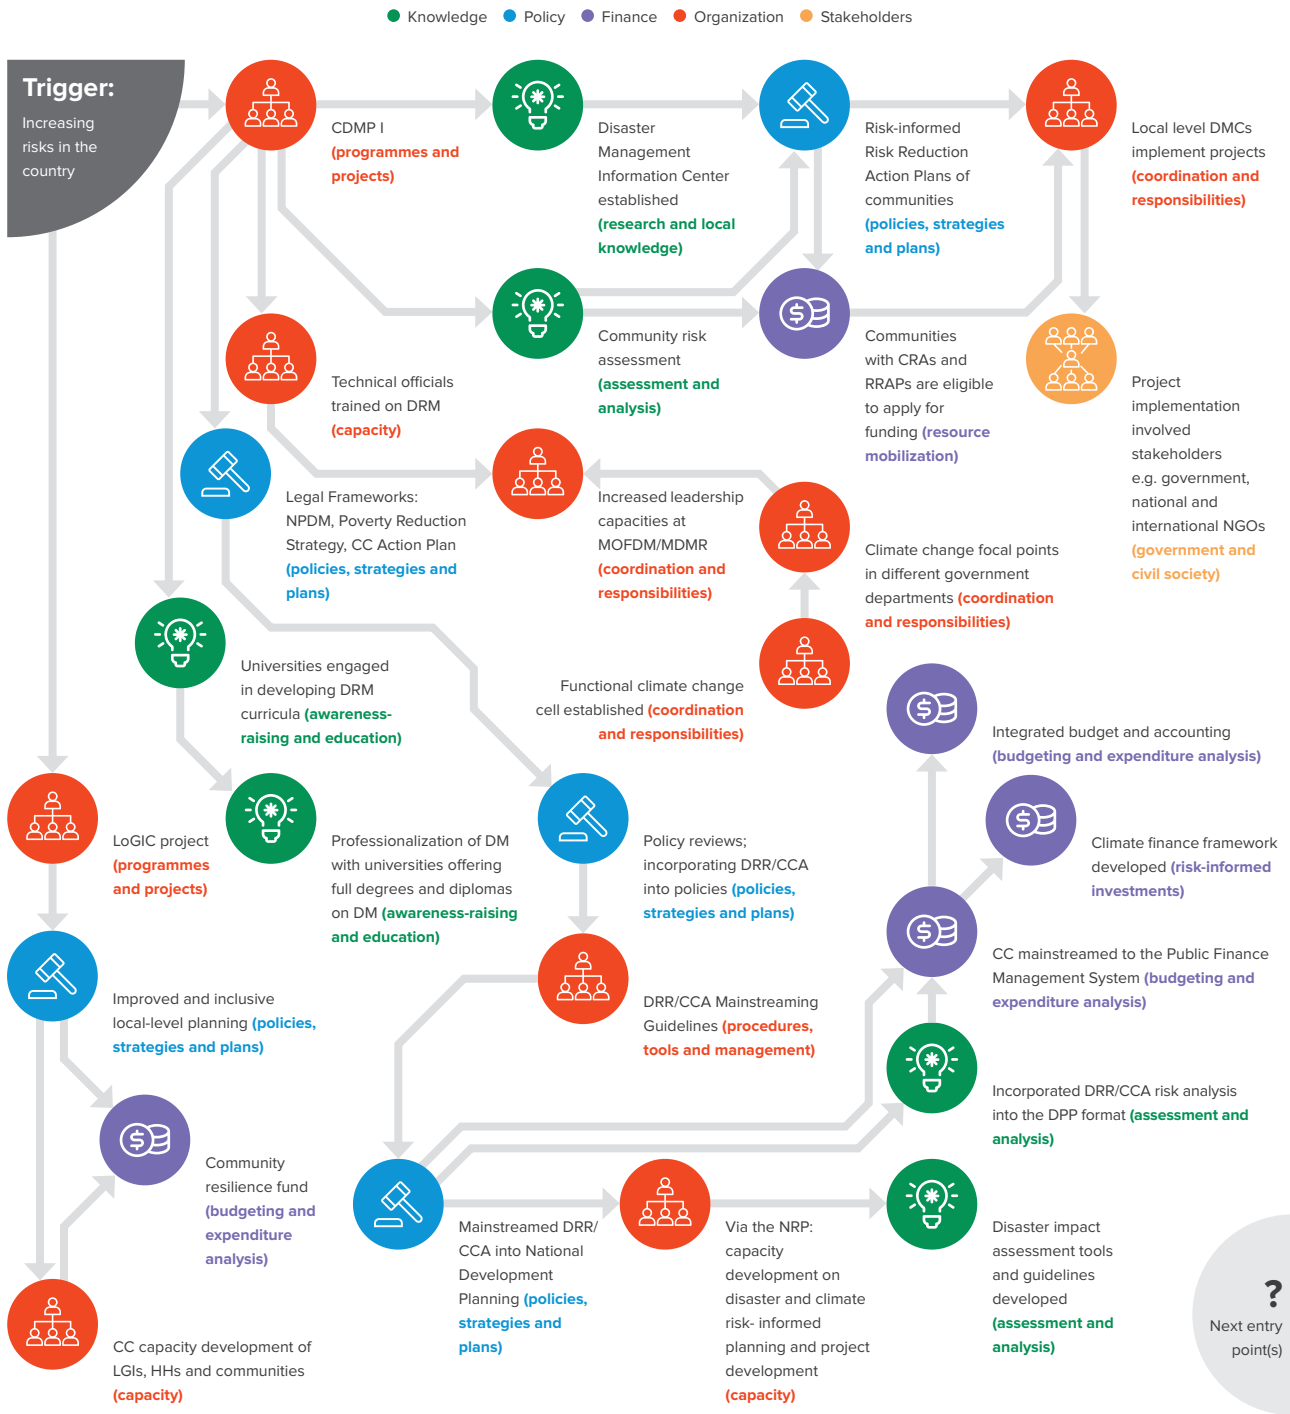 Knowledge Policy Finance Organization Stakeholders
Trigger:
Increasing
risks in the
country
CDMP I
(programmes and
projects)
Disaster
Management
Information Center
established
(research and local
knowledge)
Risk-informed
Risk Reduction
Action Plans of
communities
(policies, strategies
and plans)
Local level DMCs
implement projects
(coordination and
responsibilities)
Technical officials
trained on DRM
(capacity)
Community risk
assessment
(assessment and
analysis)
Communities
with CRAs and
RRAPs are eligible
to apply for
funding (resource
mobilization)
Project
implementation
involved
stakeholders
e.g. government,
national and
international NGOs
(government and
civil society)
Legal Frameworks:
NPDM, Poverty Reduction
Strategy, CC Action Plan
(policies, strategies and
plans)
Increased leadership
capacities at
MOFDM/MDMR
(coordination and
responsibilities)
Climate change focal points
in different government
departments (coordination
and responsibilities)
Universities engaged
in developing DRM
curricula (awareness-
raising and education)
Functional climate change
cell established (coordination
and responsibilities)
Integrated budget and accounting
(budgeting and expenditure analysis)
LoGIC project
(programmes
and projects)
Professionalization of DM
with universities offering
full degrees and diplomas
on DM (awareness-raising
and education)
Policy reviews;
incorporating DRR/CCA
into policies (policies,
strategies and plans)
Climate finance framework
developed (risk-informed
investments)
CC mainstreamed to the Public Finance
Management System (budgeting and
expenditure analysis)
Improved and inclusive
local-level planning (policies,
strategies and plans)
DRR/CCA Mainstreaming
Guidelines (procedures,
tools and management)
Incorporated DRR/CCA risk analysis
into the DPP format (assessment and
analysis)
Community
resilience fund
(budgeting and
expenditure
analysis)
Mainstreamed DRR/
CCA into National
Development
Planning (policies,
strategies and
plans)
Via the NRP:
capacity
development on
disaster and climate
risk- informed
planning and project
development
(capacity)
Disaster impact
assessment tools
and guidelines
developed
(assessment and
analysis)
CC capacity development of
LGIs, HHs and communities
(capacity)
?
Next entry
point(s)